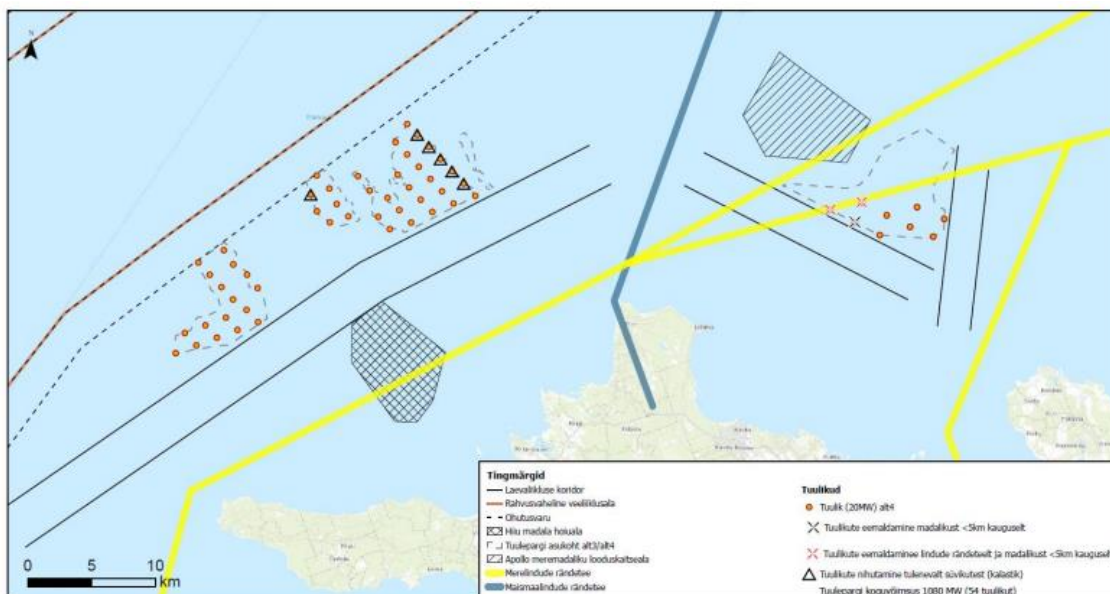 N
0
5
10
km
Tingmärgid
Laevaliikluse koridor
Rahvusvaheline veeliiklusala
Ohutusvaru
Hiiu madala hoiuala
Tuulepargi asukoht alt3/alt4
Apollo meremadaliku looduskaitseala
Merelindude rändetee
Maismaalindude rändetee
Tuulikud
Tuulik (20MW) alt4
Tuulikute eemaldamine madalikust <5km kauguselt
Tuulikute eemaldaminee lindude rändeteelt ja madalikust <5km kauguselt
Tuulikute nihutamine tulenevalt süvikutest (kalastik)
Tuulepargi koguvõimsus 1080 MW (54 tuulikut)